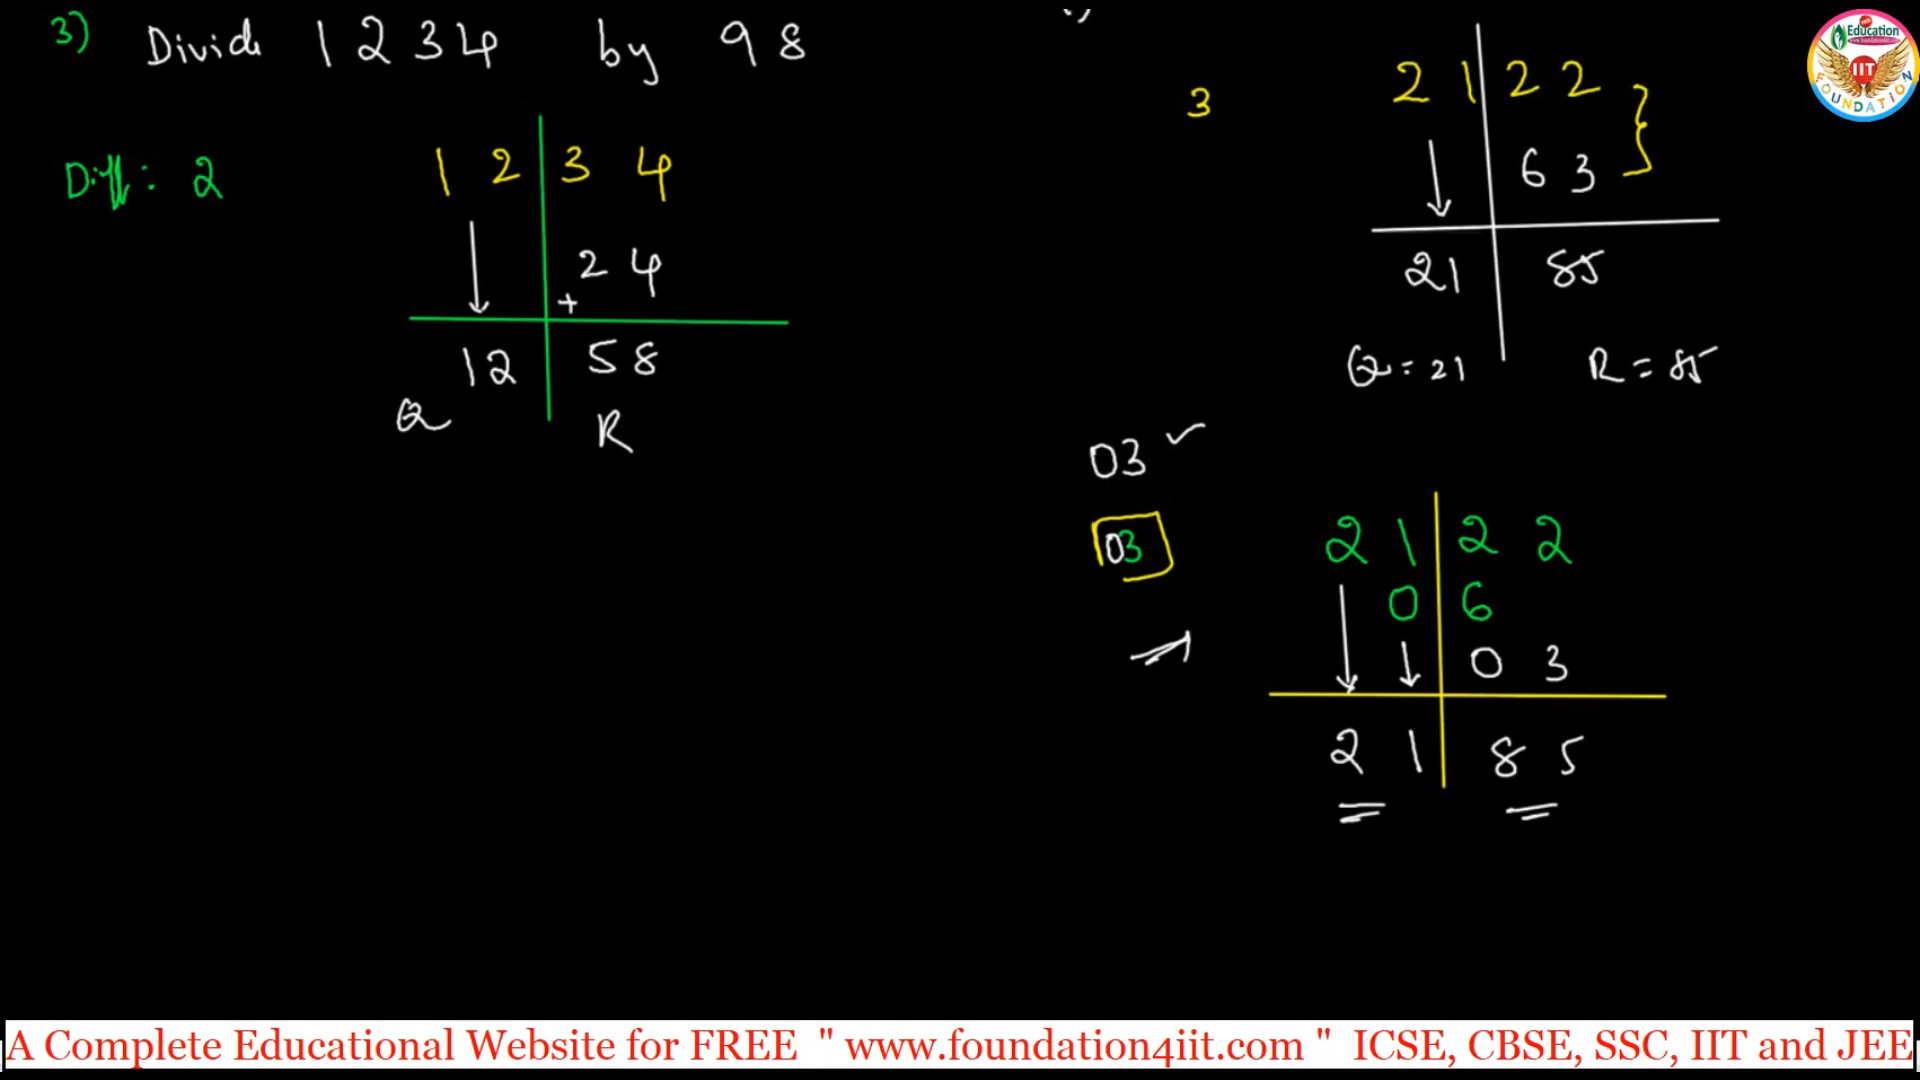 3) Divide 1234 by 98
Diff: 2
1 2 3 4
2 4
+
12 58
Q R
3
2 1 2 2
6 3
21 85
Q = 21 R = 85
03
03
2 1 2 2
0 6
0 3
2 1 8 5
Education
IIT
FOUNDATION
A Complete Educational Website for FREE " www.foundation4iit.com " ICSE, CBSE, SSC, IIT and JEE